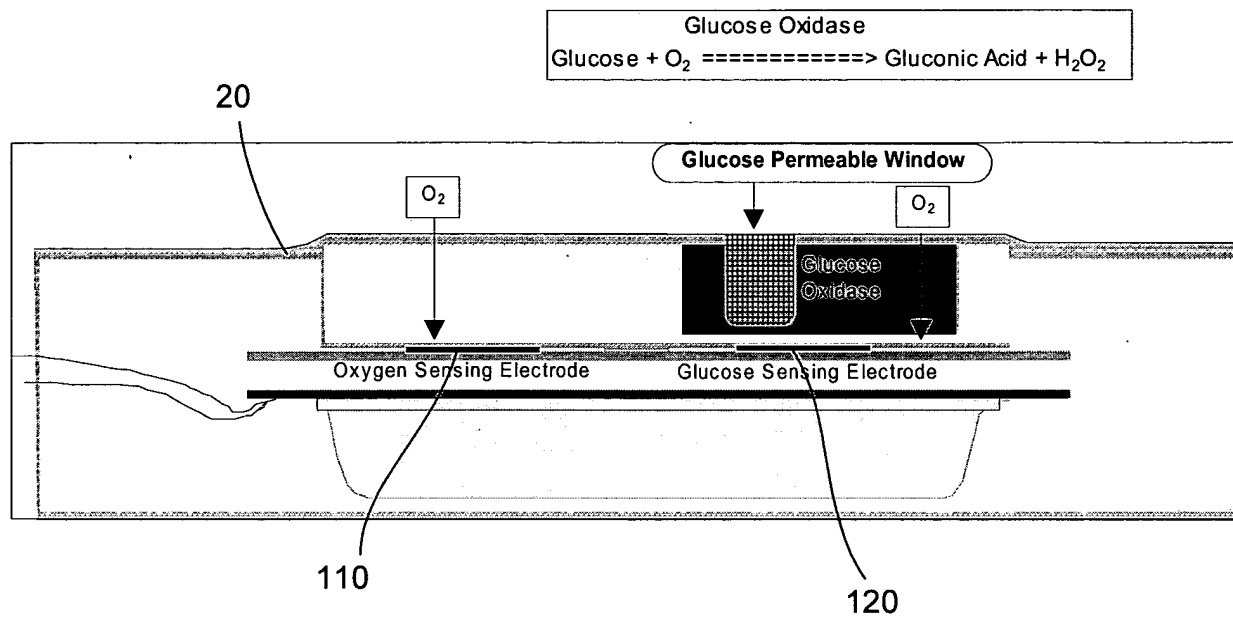 Glucose Oxidase
Glucose + O₂ ============> Gluconic Acid + H₂O₂
20
Glucose Permeable Window
O₂
O₂
Glucose
Oxidase
Oxygen Sensing Electrode
Glucose Sensing Electrode
110
120